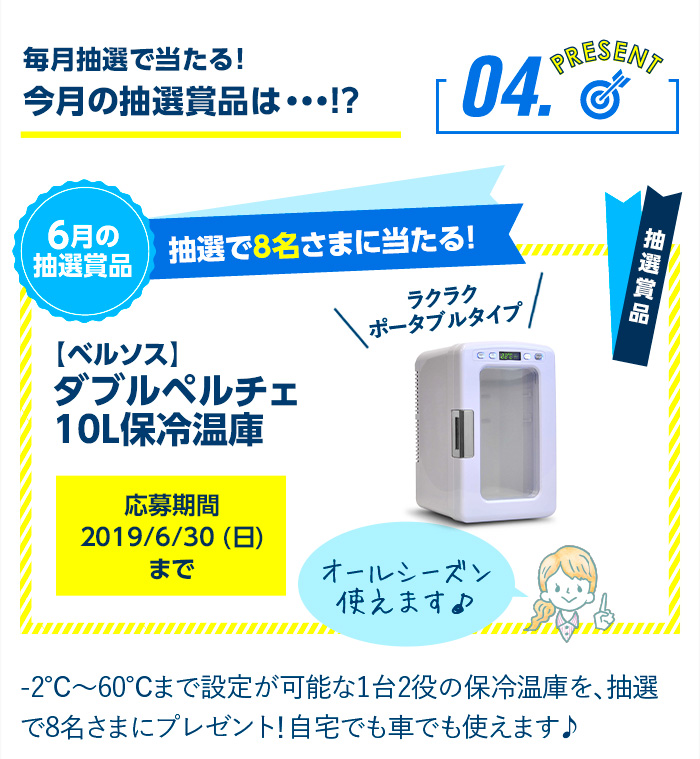 毎月抽選で当たる!
今月の抽選賞品は・・・!?
04.
PRESENT
6月の
抽選賞品
抽選で8名さまに当たる!
抽選賞品
ラクラク
ポータブルタイプ
【ベルソス】
ダブルペルチェ
10L保冷温庫
応募期間
2019/6/30 (日)
まで
オールシーズン
使えます♪
-2℃〜60℃まで設定が可能な1台2役の保冷温庫を、抽選
で8名さまにプレゼント! 自宅でも車でも使えます♪